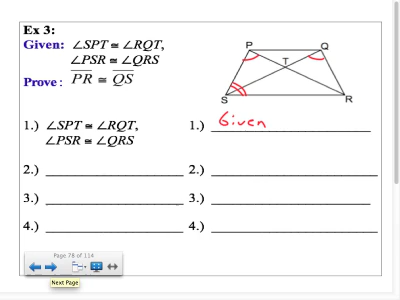 Ex 3:
Given: ∠SPT ≅ ∠RQT,
∠PSR ≅ ∠QRS
Prove: PR ≅ QS
P Q
T
S R
1.) ∠SPT ≅ ∠RQT, 1.) Given
∠PSR ≅ ∠QRS
2.) 2.)
3.) 3.)
4.) 4.)
Page 78 of 114
Next Page